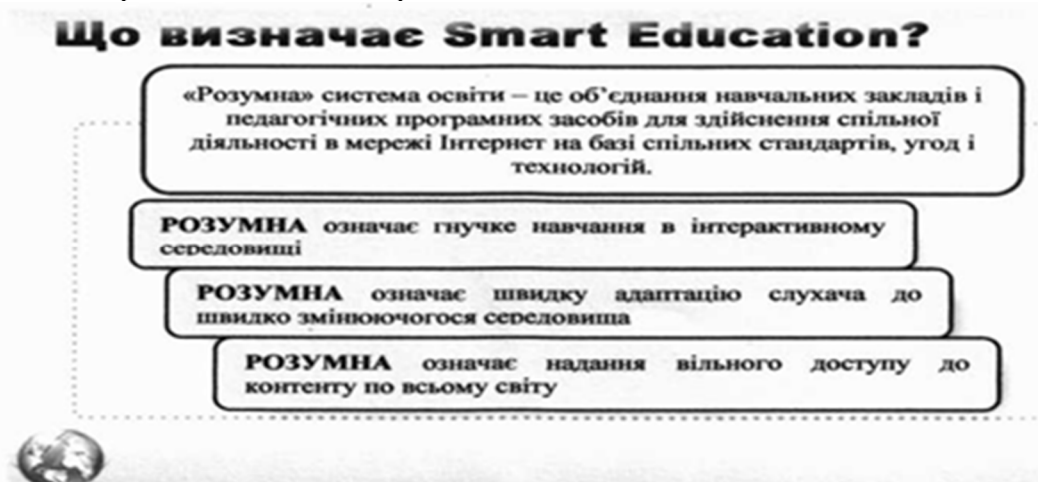 Що визначає Smart Education?
«Розумна» система освіти – це об’єднання навчальних закладів і
педагогічних програмних засобів для здійснення спільної
діяльності в мережі Інтернет на базі спільних стандартів, угод і
технологій.
РОЗУМНА означає гнучке навчання в інтерактивному
середовищі
РОЗУМНА означає швидку адаптацію слухача до
швидко змінюючогося середовища
РОЗУМНА означає надання вільного доступу до
контенту по всьому світу